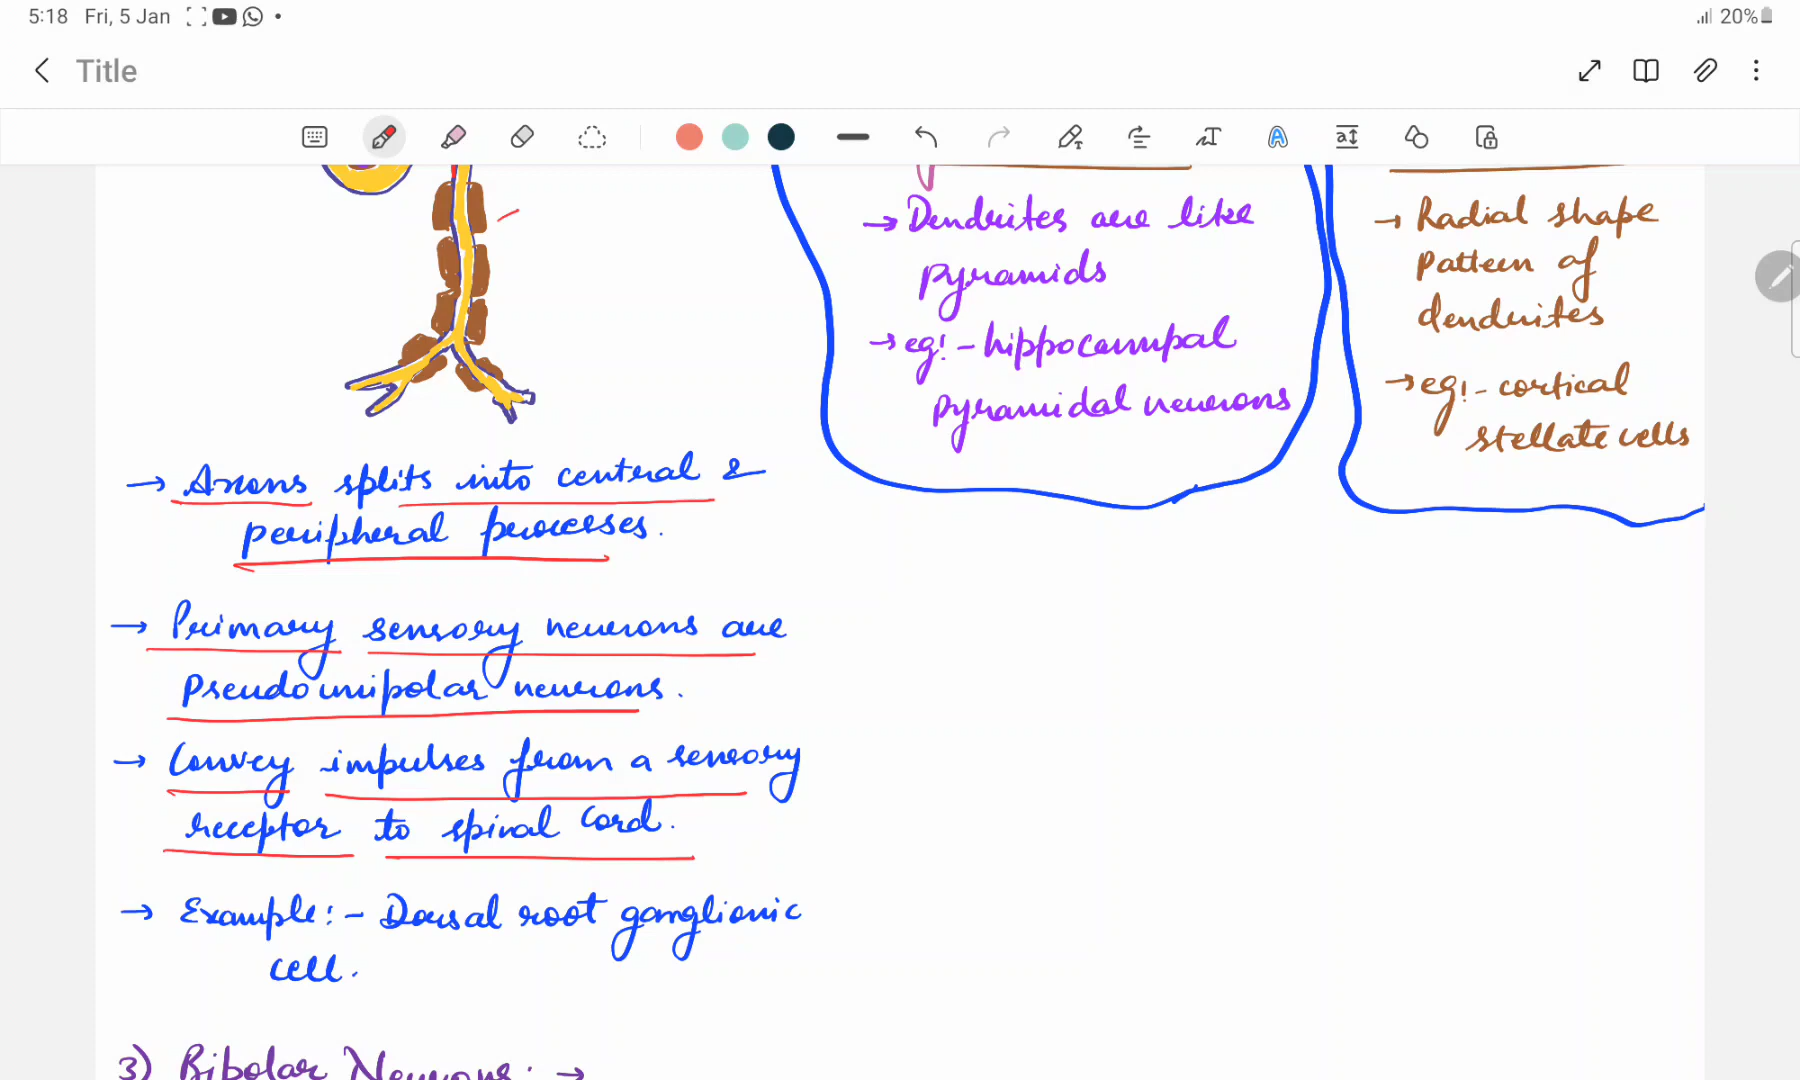 5:18 Fri, 5 Jan
20%
Title
→ Dendrites are like
pyramids
→ eg:- hippocampal
pyramidal neurons
→ Radial shape
pattern of
dendrites
→ eg:- cortical
stellate cells
→ Axons splits into central &
peripheral processes.
→ Primary sensory neurons are
Pseudounipolar neurons.
→ Convey impulses from a sensory
receptor to spinal cord.
→ Example:- Dorsal root ganglionic
cell.
3) Bipolar Neurons: →